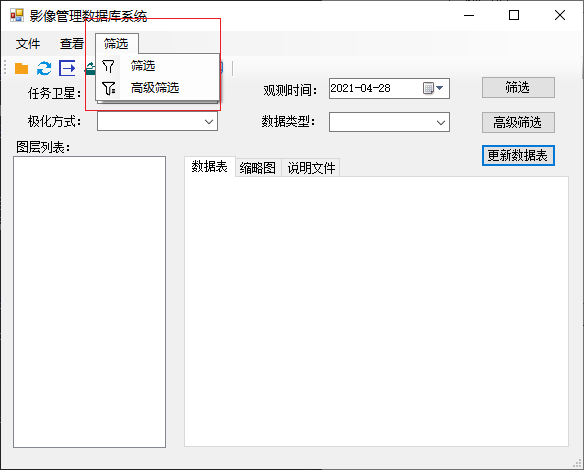 影像管理数据库系统
文件 查看 筛选
筛选
高级筛选
任务卫星: 观测时间: 2021-04-28 筛选
极化方式: 数据类型: 高级筛选
图层列表: 更新数据表
数据表 缩略图 说明文件